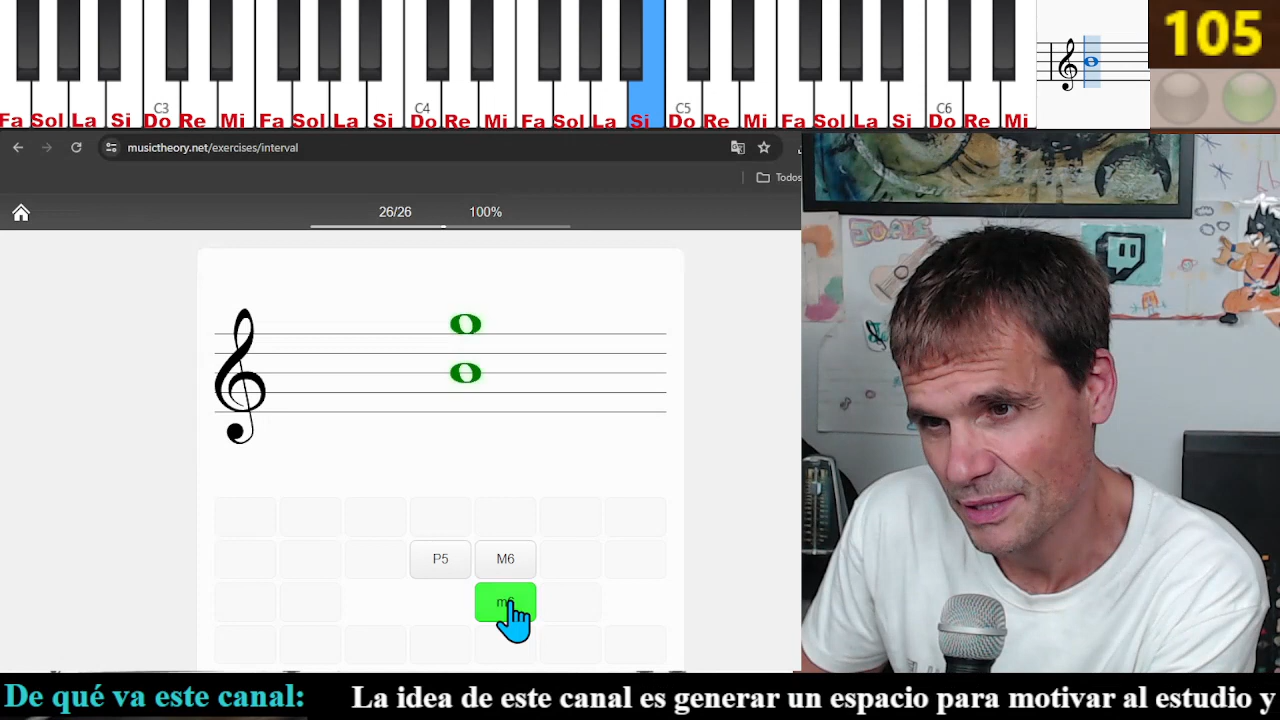 105
C3 C4 C5 C6
Fa Sol La Si Do Re Mi Fa Sol La Si Do Re Mi Fa Sol La Si Do Re Mi Fa Sol La Si Do Re Mi
musictheory.net/exercises/interval
Todos
26/26 100%
P5 M6
De qué va este canal: La idea de este canal es generar un espacio para motivar al estudio y